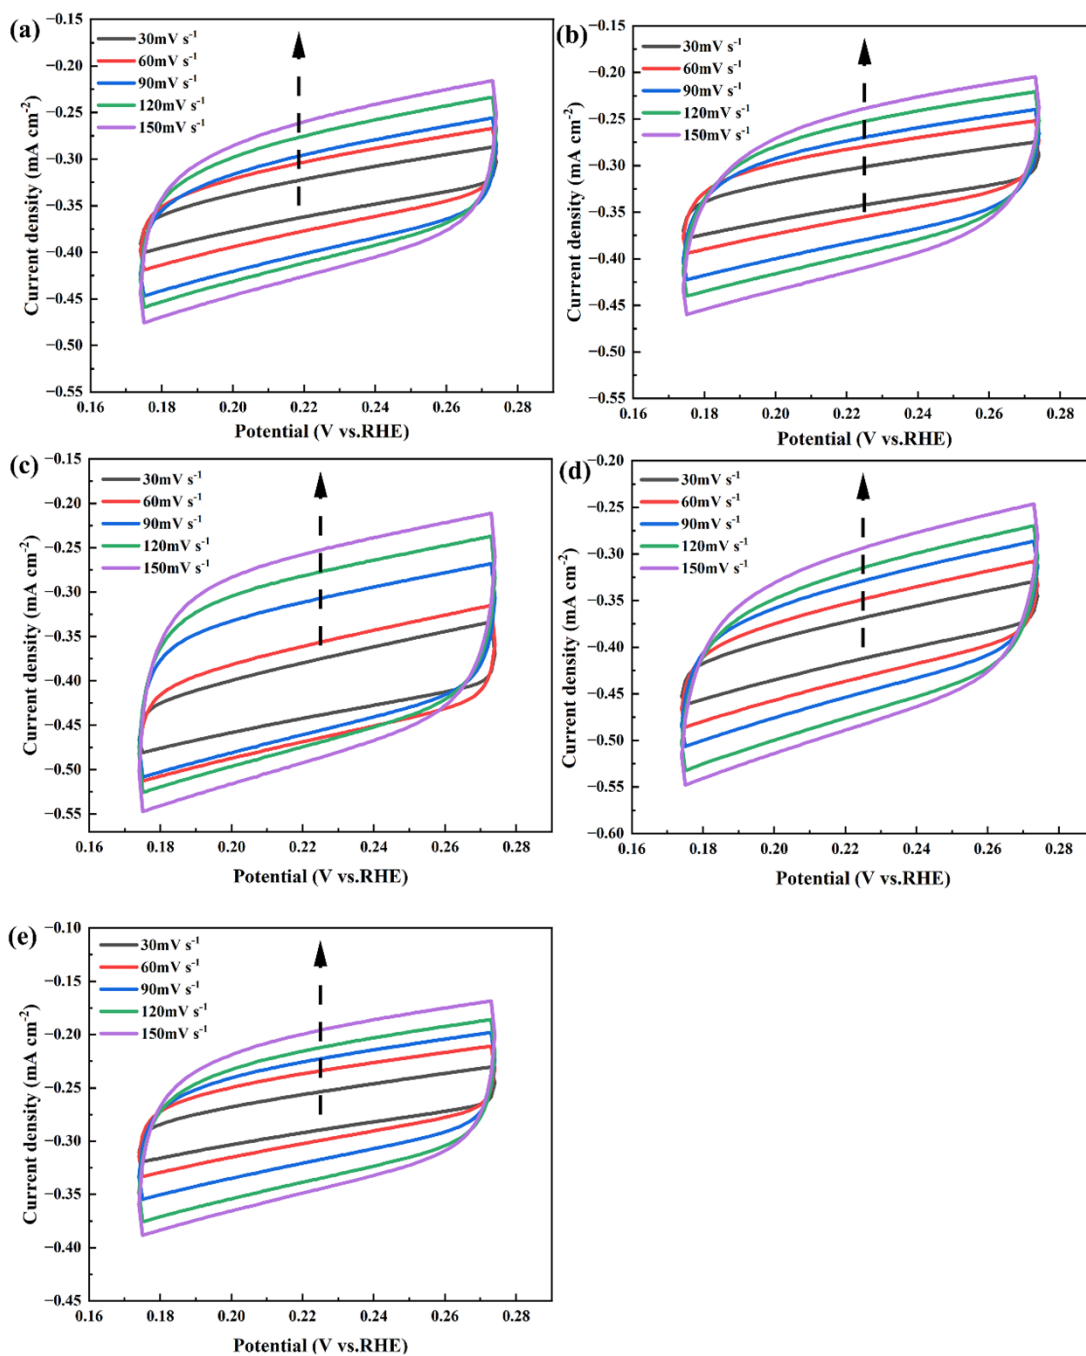 (a)
30mV s⁻¹
60mV s⁻¹
90mV s⁻¹
120mV s⁻¹
150mV s⁻¹
−0.15
−0.20
−0.25
−0.30
−0.35
−0.40
−0.45
−0.50
−0.55
Current density (mA cm⁻²)
0.16 0.18 0.20 0.22 0.24 0.26 0.28
Potential (V vs.RHE)
(b)
30mV s⁻¹
60mV s⁻¹
90mV s⁻¹
120mV s⁻¹
150mV s⁻¹
−0.15
−0.20
−0.25
−0.30
−0.35
−0.40
−0.45
−0.50
−0.55
Current density (mA cm⁻²)
0.16 0.18 0.20 0.22 0.24 0.26 0.28
Potential (V vs.RHE)
(c)
30mV s⁻¹
60mV s⁻¹
90mV s⁻¹
120mV s⁻¹
150mV s⁻¹
−0.15
−0.20
−0.25
−0.30
−0.35
−0.40
−0.45
−0.50
−0.55
Current density (mA cm⁻²)
0.16 0.18 0.20 0.22 0.24 0.26 0.28
Potential (V vs.RHE)
(d)
30mV s⁻¹
60mV s⁻¹
90mV s⁻¹
120mV s⁻¹
150mV s⁻¹
−0.20
−0.25
−0.30
−0.35
−0.40
−0.45
−0.50
−0.55
−0.60
Current density (mA cm⁻²)
0.16 0.18 0.20 0.22 0.24 0.26 0.28
Potential (V vs.RHE)
(e)
30mV s⁻¹
60mV s⁻¹
90mV s⁻¹
120mV s⁻¹
150mV s⁻¹
−0.10
−0.15
−0.20
−0.25
−0.30
−0.35
−0.40
−0.45
Current density (mA cm⁻²)
0.16 0.18 0.20 0.22 0.24 0.26 0.28
Potential (V vs.RHE)